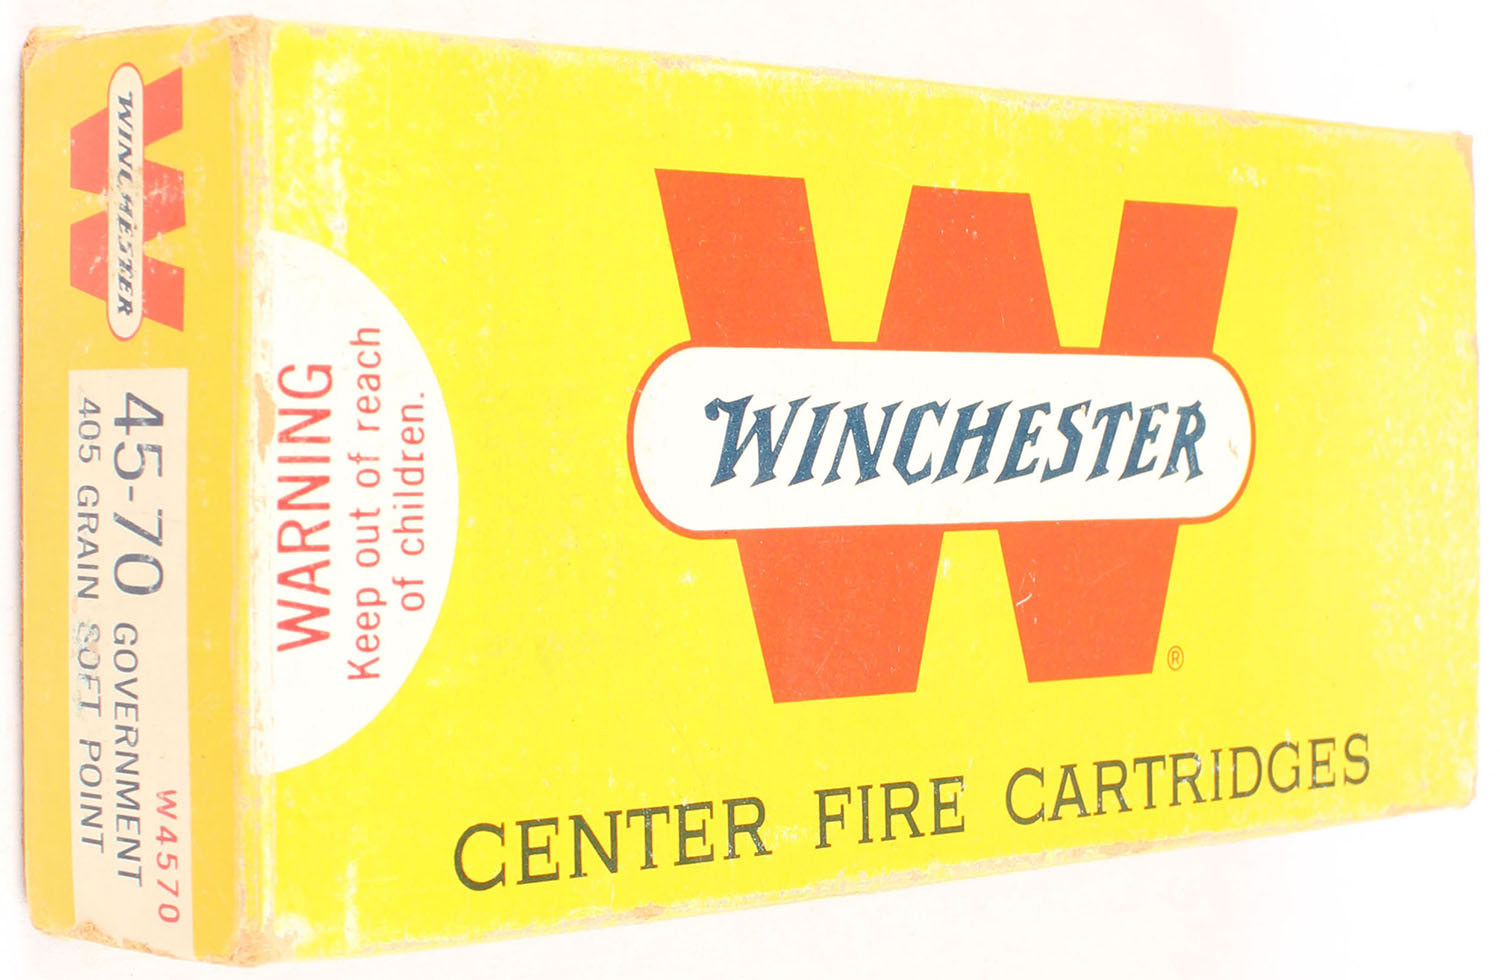 WINCHESTER
®
CENTER FIRE CARTRIDGES
WARNING
Keep out of reach
of children.
WINCHESTER
W4570
45-70 GOVERNMENT
405 GRAIN SOFT POINT